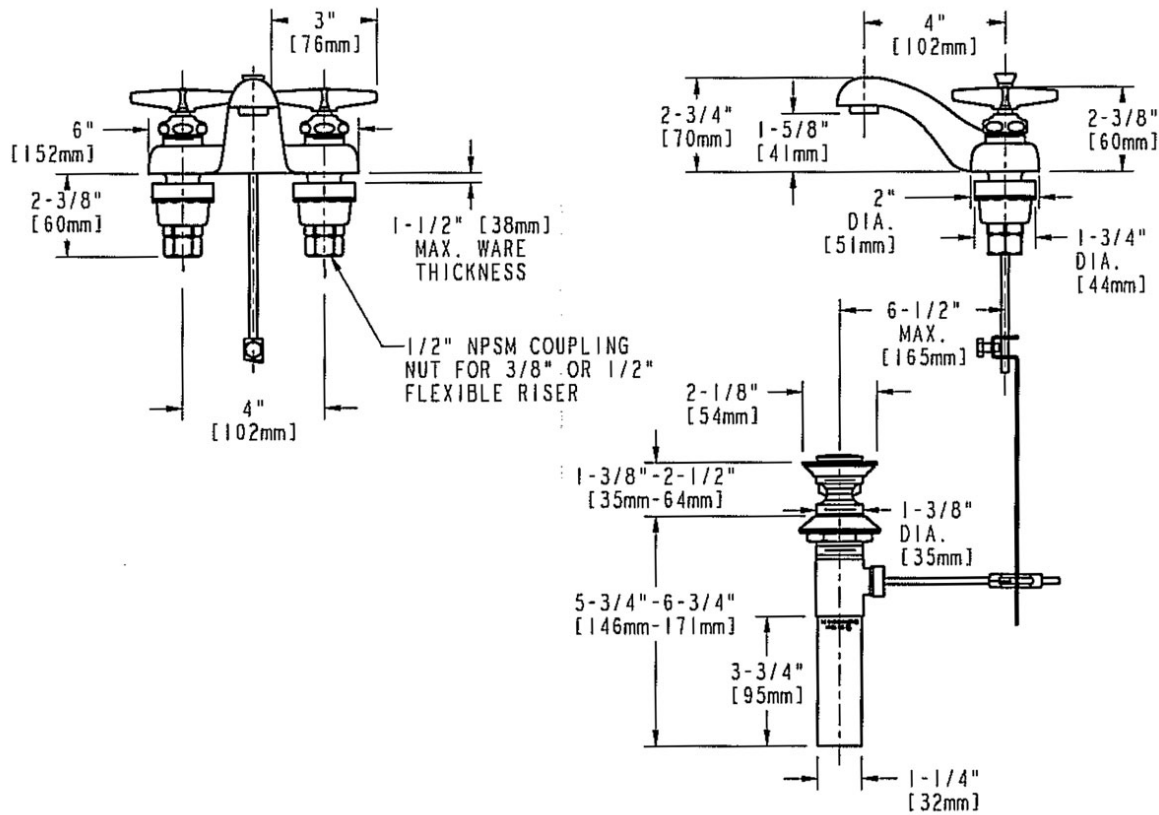 3"
[76mm]
6"
[152mm]
2-3/8"
[60mm]
1-1/2" [38mm]
MAX. WARE
THICKNESS
1/2" NPSM COUPLING
NUT FOR 3/8" OR 1/2"
FLEXIBLE RISER
4"
[102mm]
4"
[102mm]
2-3/4"
[70mm]
1-5/8"
[41mm]
2-3/8"
[60mm]
2"
DIA.
[51mm]
1-3/4"
DIA.
[44mm]
6-1/2"
MAX.
[165mm]
2-1/8"
[54mm]
1-3/8"-2-1/2"
[35mm-64mm]
1-3/8"
DIA.
[35mm]
5-3/4"-6-3/4"
[146mm-171mm]
3-3/4"
[95mm]
1-1/4"
[32mm]